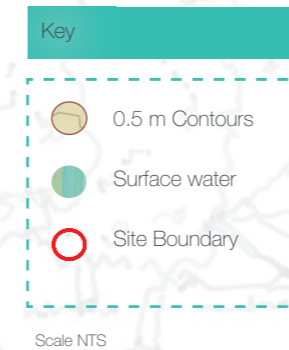 Key
0.5 m Contours
Surface water
Site Boundary
Scale NTS